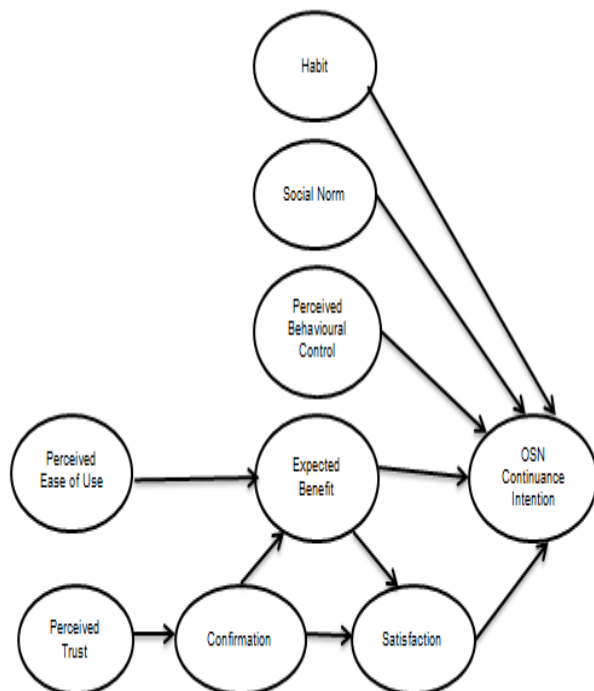 Habit
Social Norm
Perceived
Behavioural
Control
Perceived
Ease of Use
Expected
Benefit
OSN
Continuance
Intention
Perceived
Trust
Confirmation
Satisfaction